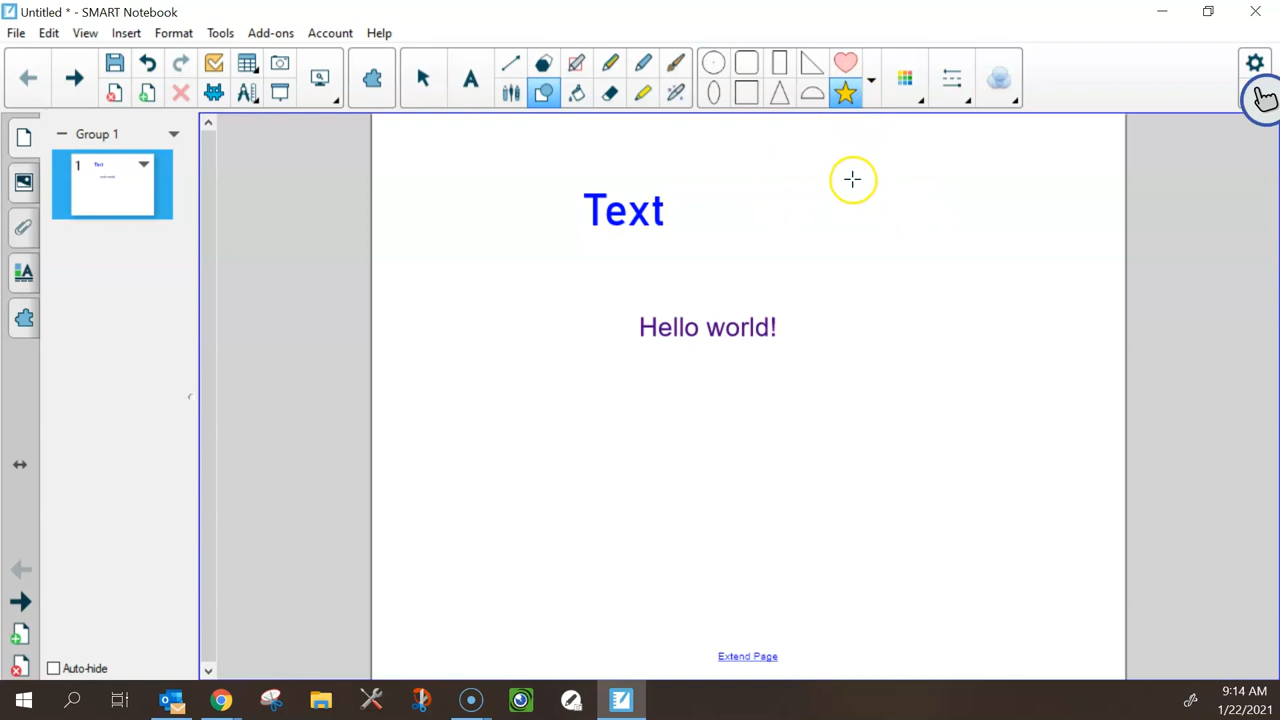 Untitled * - SMART Notebook
File Edit View Insert Format Tools Add-ons Account Help
Group 1
1
Text
Hello world!
Extend Page
Auto-hide
9:14 AM
1/22/2021